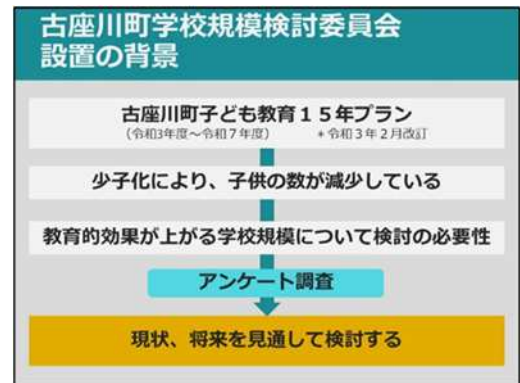 古座川町学校規模検討委員会
設置の背景
古座川町子ども教育１５年プラン
（令和3年度～令和７年度）　＊令和３年２月改訂
少子化により、子供の数が減少している
教育的効果が上がる学校規模について検討の必要性
アンケート調査
現状、将来を見通して検討する